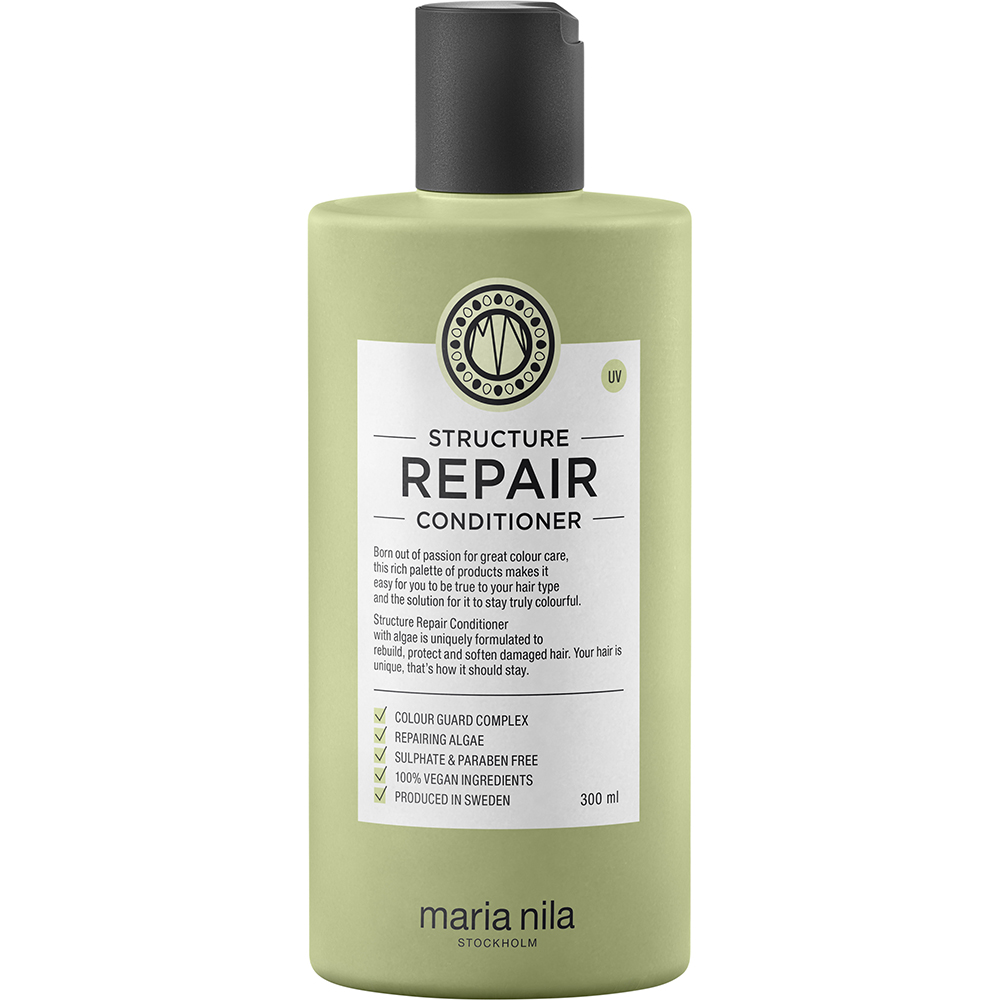 MN
UV
STRUCTURE
REPAIR
CONDITIONER
Born out of passion for great colour care,
this rich palette of products makes it
easy for you to be true to your hair type
and the solution for it to stay truly colourful.
Structure Repair Conditioner
with algae is uniquely formulated to
rebuild, protect and soften damaged hair. Your hair is
unique, that's how it should stay.
COLOUR GUARD COMPLEX
REPAIRING ALGAE
SULPHATE & PARABEN FREE
100% VEGAN INGREDIENTS
PRODUCED IN SWEDEN
300 ml
maria nila
STOCKHOLM